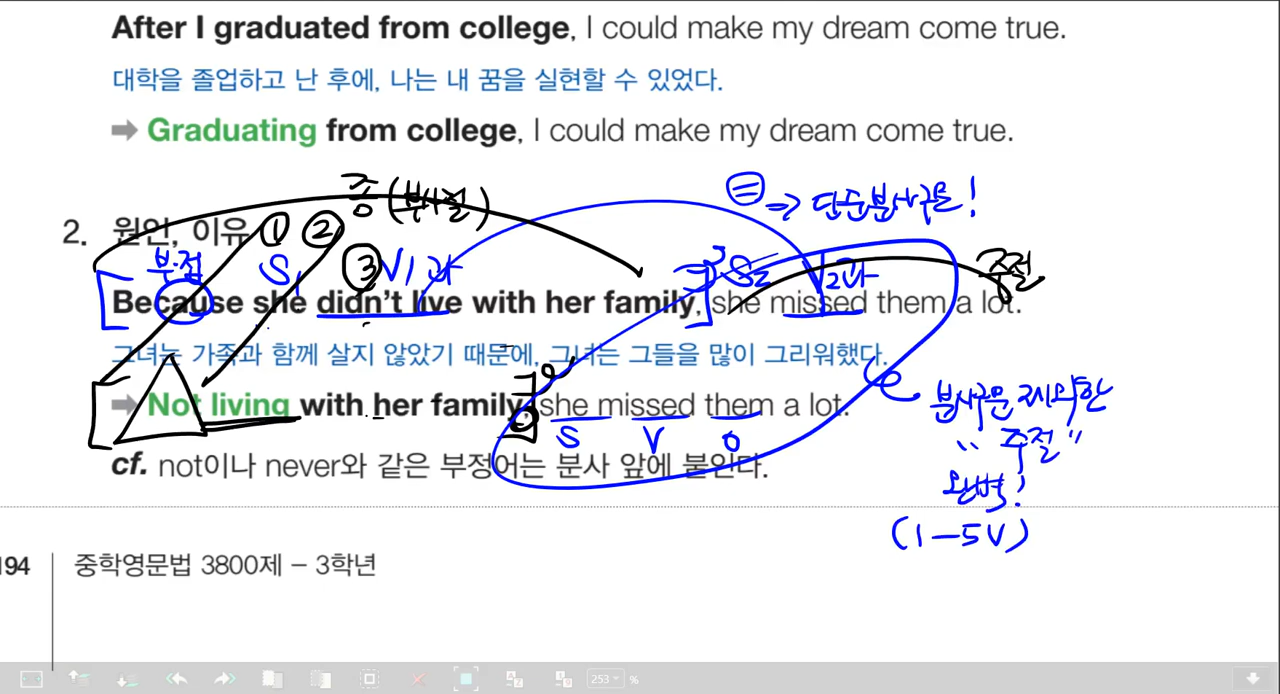 After I graduated from college, I could make my dream come true.
대학을 졸업하고 난 후에, 나는 내 꿈을 실현할 수 있었다.
➡ Graduating from college, I could make my dream come true.
종 (부사절)
= => 단순분사구문!
2. 원인, 이유 ① ②
부접 S₁ ③ V₁과 S₂ V₂과 주절
Because she didn't live with her family, she missed them a lot.
그녀는 가족과 함께 살지 않았기 때문에, 그녀는 그들을 많이 그리워했다.
➡ Not living with her family, she missed them a lot.
S V O
분사구문 제외한
"주절"
완벽!
(1-5V)
cf. not이나 never와 같은 부정어는 분사 앞에 붙인다.
194 중학영문법 3800제 – 3학년
253 %